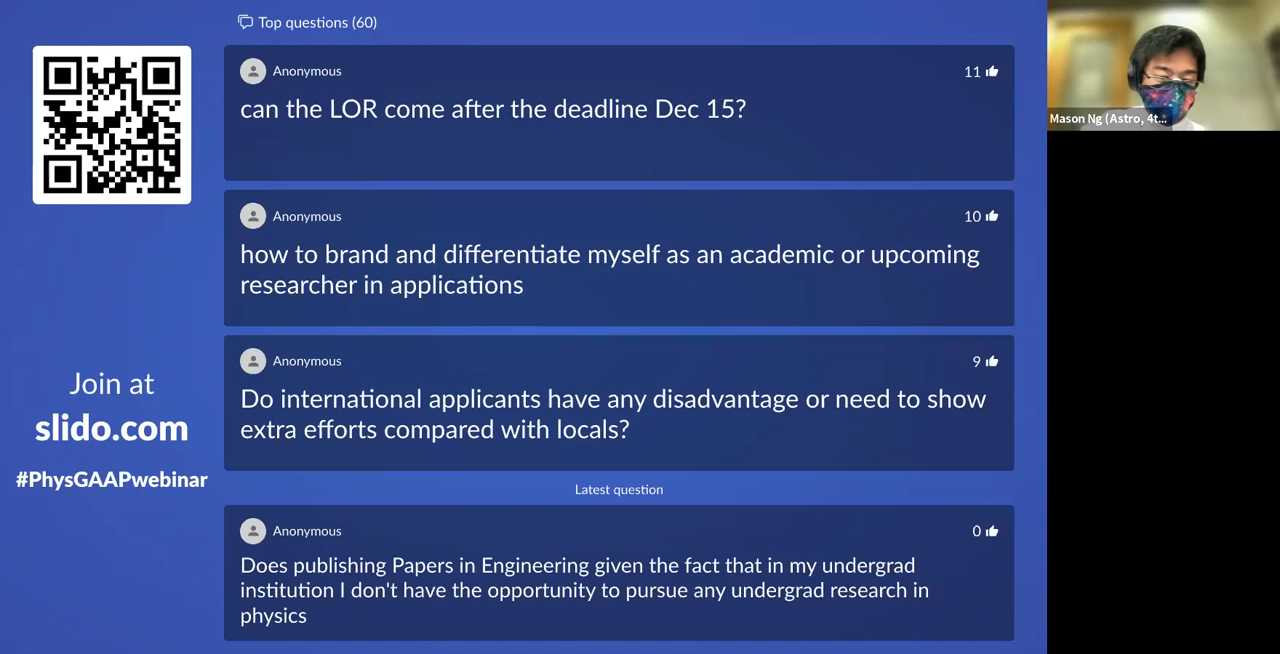 Top questions (60)
Anonymous
11
can the LOR come after the deadline Dec 15?
Anonymous
10
how to brand and differentiate myself as an academic or upcoming
researcher in applications
Anonymous
9
Do international applicants have any disadvantage or need to show
extra efforts compared with locals?
Latest question
Anonymous
0
Does publishing Papers in Engineering given the fact that in my undergrad
institution I don't have the opportunity to pursue any undergrad research in
physics
Join at
slido.com
#PhysGAAPwebinar
Mason Ng (Astro, 4t...